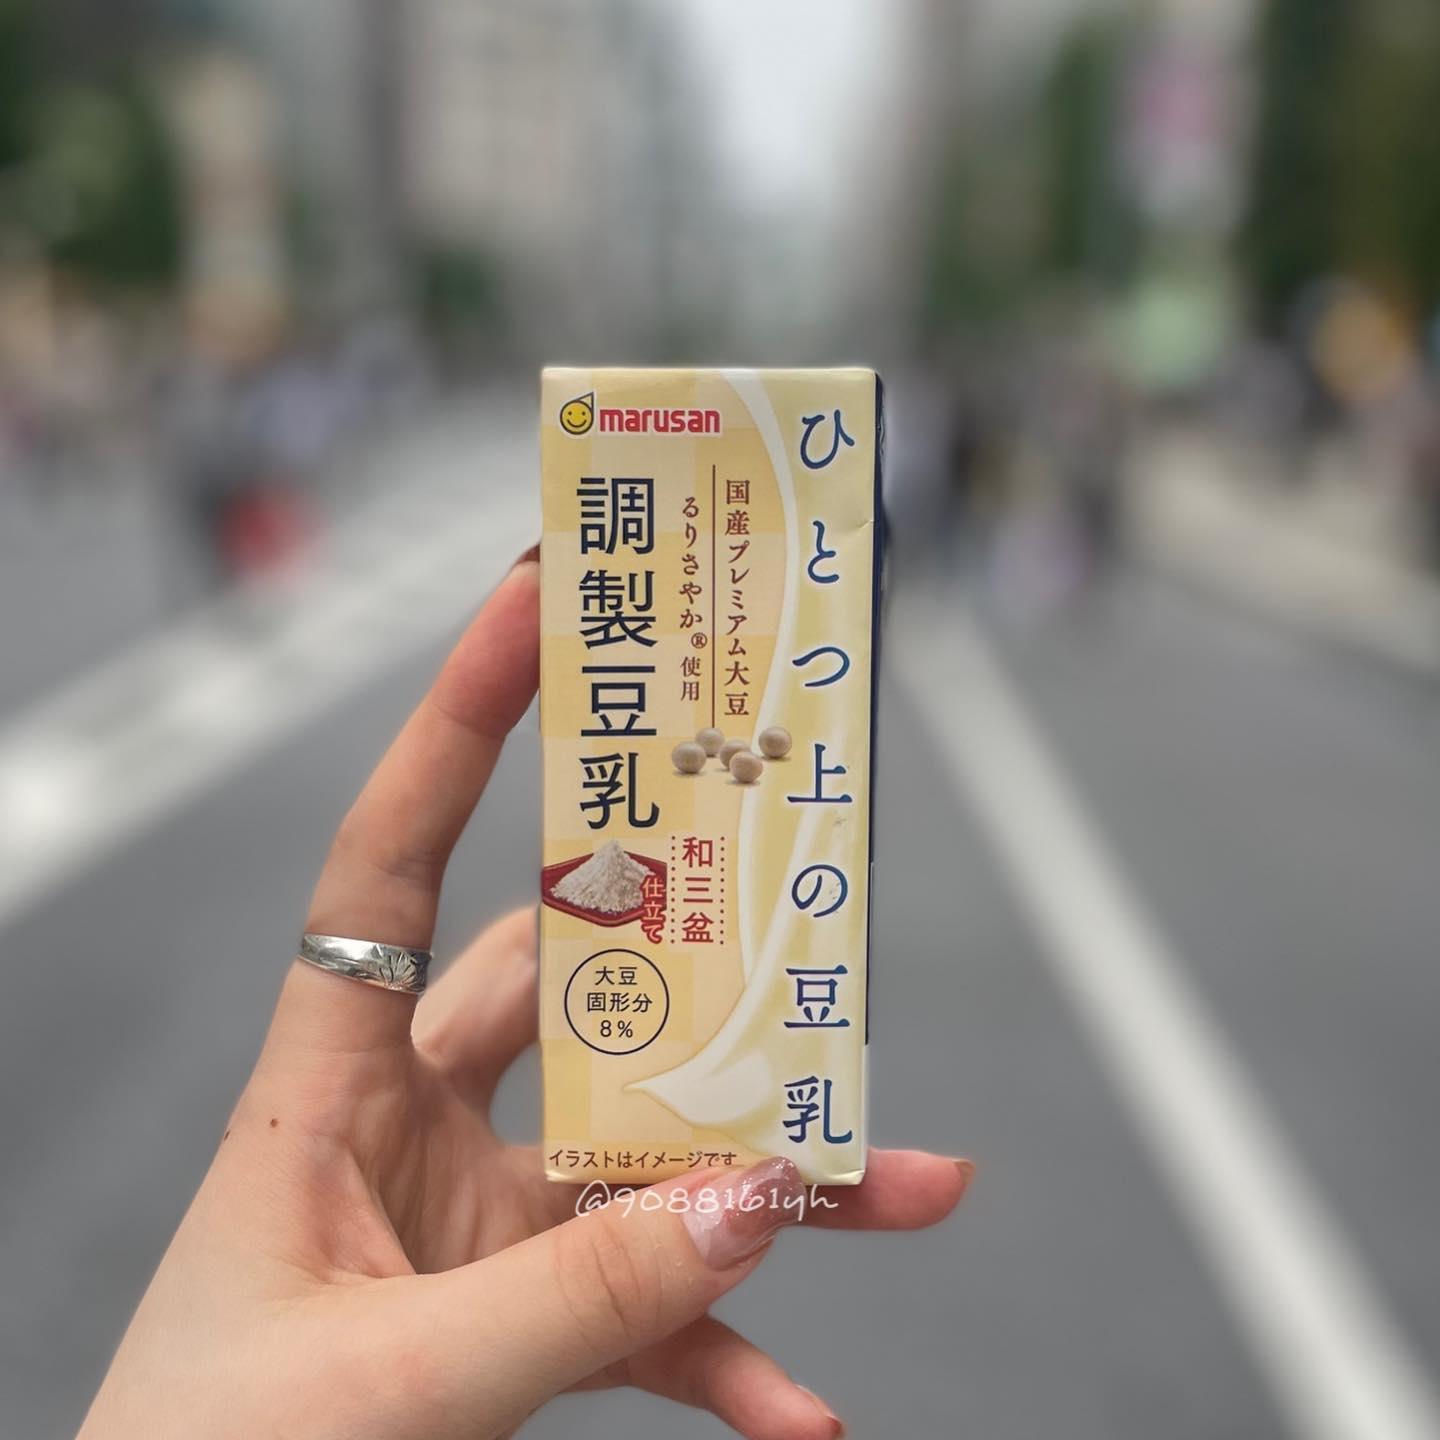 marusan
ひとつ上の豆乳
国産プレミアム大豆
るりさやか®使用
調製豆乳
和三盆
仕立て
大豆
固形分
8%
イラストはイメージです
@9088161yh